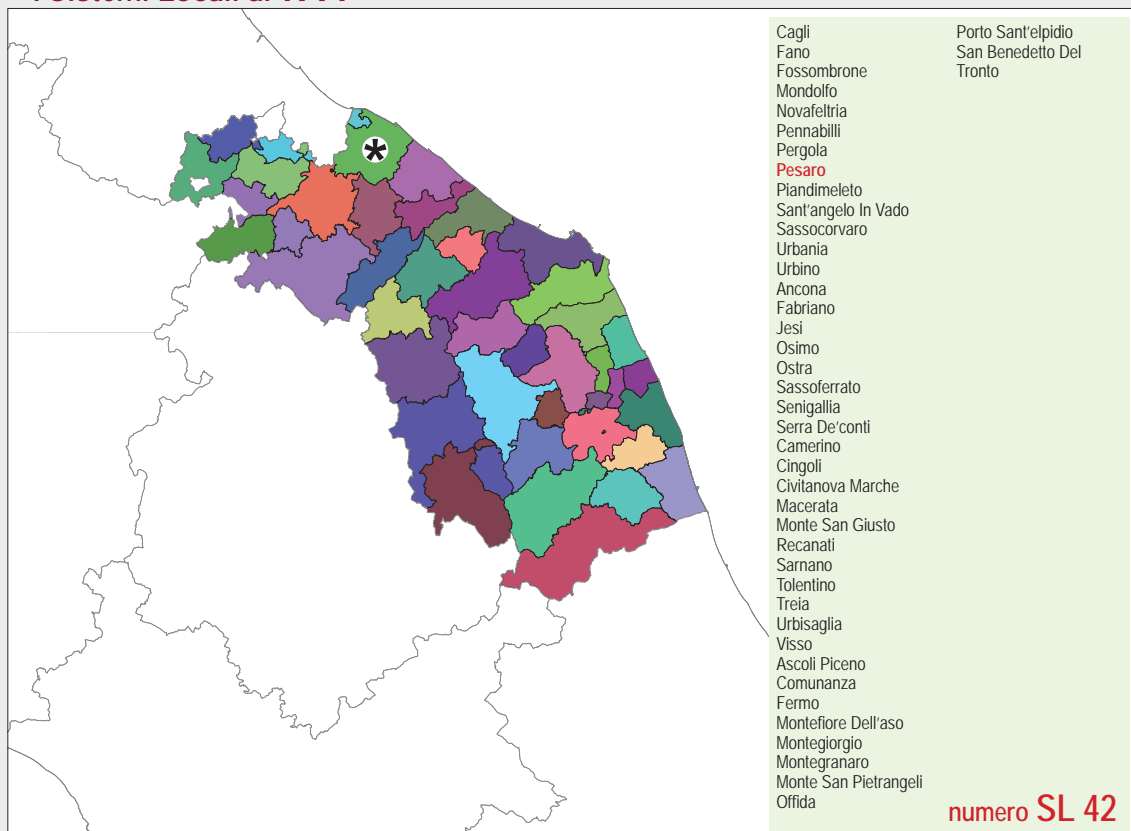 Cagli
Fano
Fossombrone
Mondolfo
Novafeltria
Pennabilli
Pergola
Pesaro
Piandimeleto
Sant'angelo In Vado
Sassocorvaro
Urbania
Urbino
Ancona
Fabriano
Jesi
Osimo
Ostra
Sassoferrato
Senigallia
Serra De'conti
Camerino
Cingoli
Civitanova Marche
Macerata
Monte San Giusto
Recanati
Sarnano
Tolentino
Treia
Urbisaglia
Visso
Ascoli Piceno
Comunanza
Fermo
Montefiore Dell'aso
Montegiorgio
Montegranaro
Monte San Pietrangeli
Offida
Porto Sant'elpidio
San Benedetto Del
Tronto
*
numero SL 42